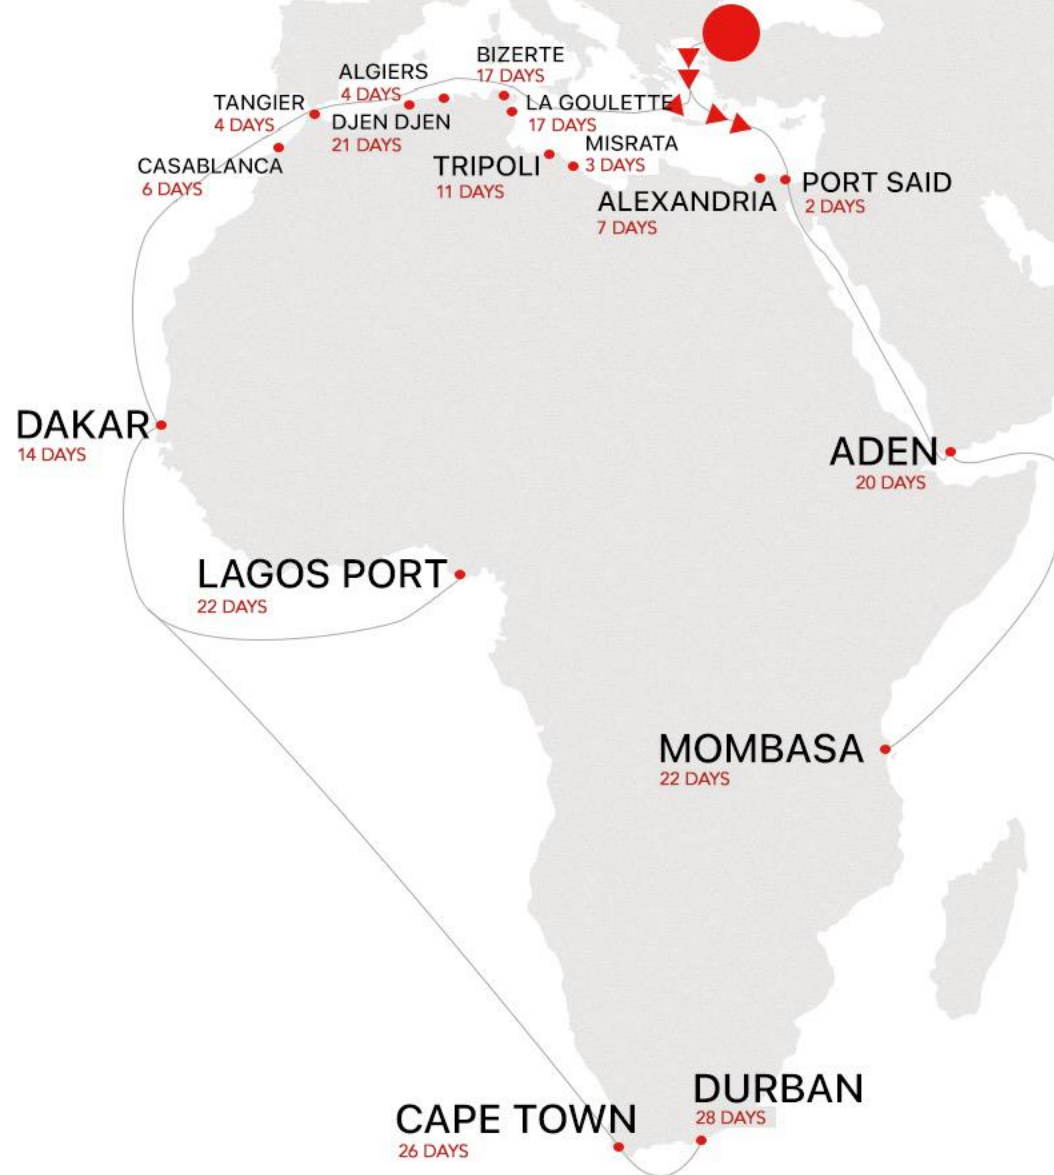 BIZERTE
17 DAYS
ALGIERS
4 DAYS
TANGIER
4 DAYS
LA GOULETTE
17 DAYS
DJEN DJEN
21 DAYS
MISRATA
3 DAYS
CASABLANCA
6 DAYS
TRIPOLI
11 DAYS
ALEXANDRIA
7 DAYS
PORT SAID
2 DAYS
DAKAR
14 DAYS
ADEN
20 DAYS
LAGOS PORT
22 DAYS
MOMBASA
22 DAYS
DURBAN
28 DAYS
CAPE TOWN
26 DAYS